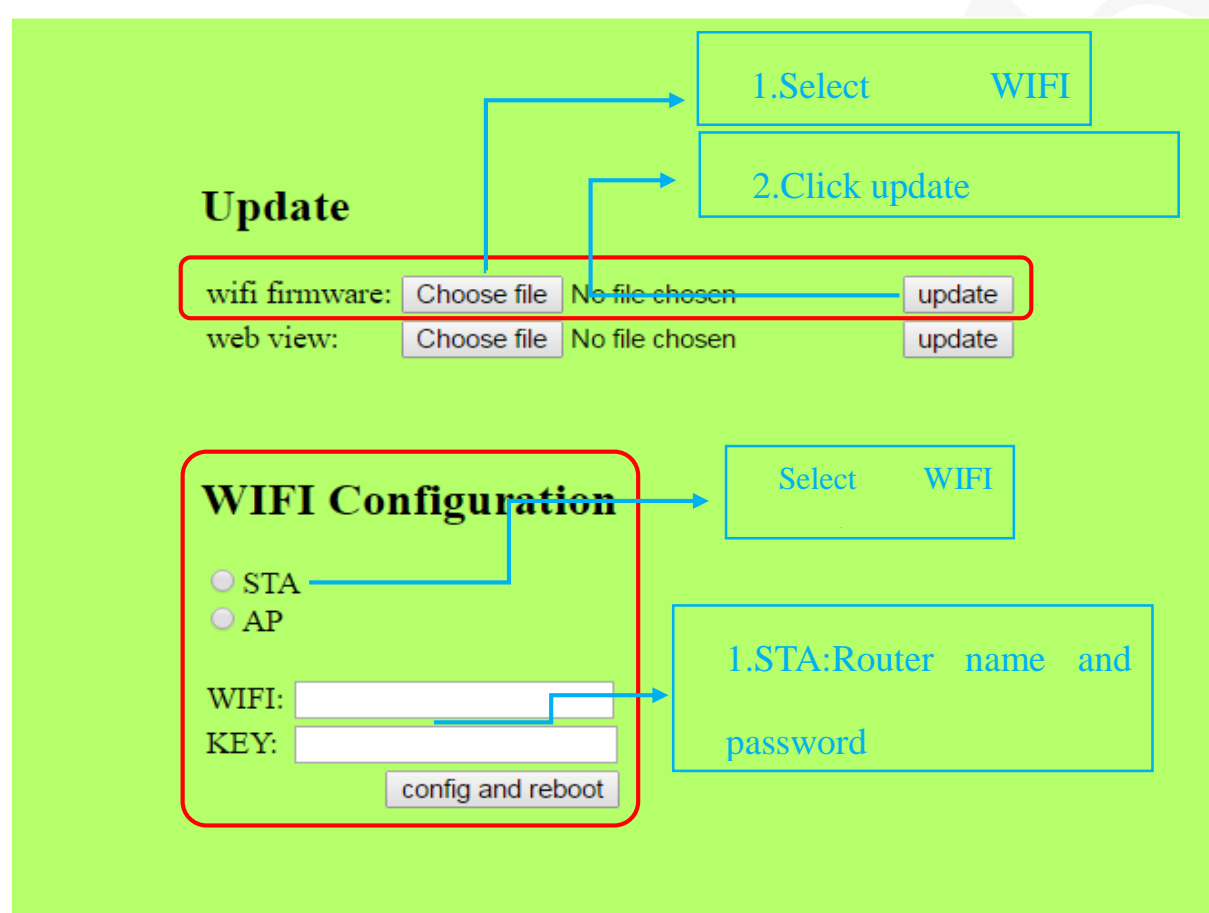 1.Select WIFI
2.Click update
Update
wifi firmware: Choose file No file chosen update
web view: Choose file No file chosen update
WIFI Configuration
Select WIFI
STA
AP
1.STA:Router name and
password
WIFI:
KEY:
config and reboot